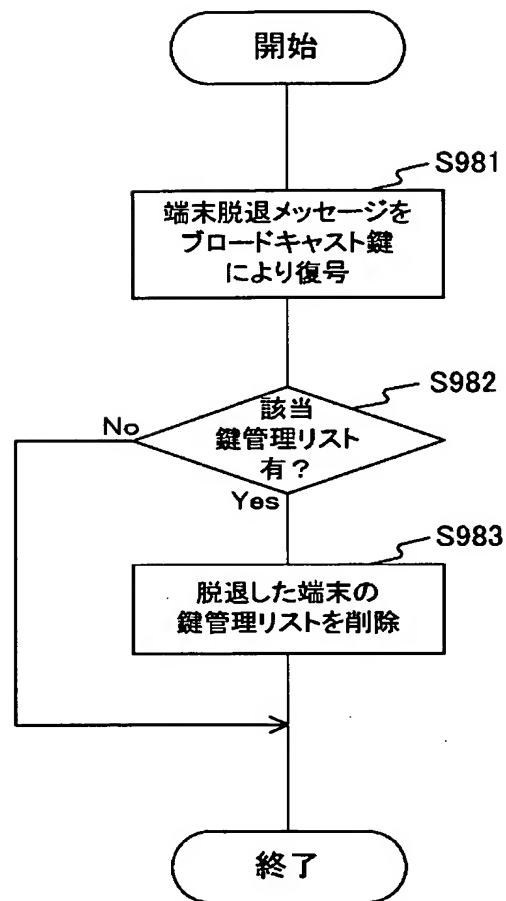 開始
S981
端末脱退メッセージを
ブロードキャスト鍵
により復号
S982
該当
鍵管理リスト
有?
No
Yes
S983
脱退した端末の
鍵管理リストを削除
終了